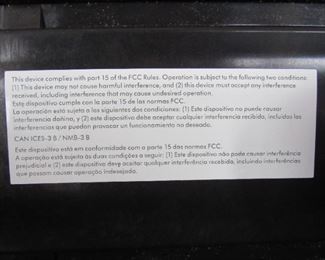 This device complies with part 15 of the FCC Rules. Operation is subject to the following two conditions:
(1) This device may not cause harmful interference, and (2) this device must accept any interference
received, including interference that may cause undesired operation.
Este dispositivo cumple con la parte 15 de las normas FCC.
La operación está sujeta a las siguientes dos condiciones: (1) Este dispositivo no puede causar
interferencia dañina, y (2) este dispositivo debe aceptar cualquier interferencia recibida, incluidas las
interferencias que puedan provocar un funcionamiento no deseado.
CAN ICES-3 B / NMB-3 B
Este dispositivo está em conformidade com a parte 15 das normas FCC.
A operação está sujeita às duas condições a seguir: (1) Este dispositivo não pode causar interferência
prejudicial e (2) este dispositivo deve aceitar qualquer interferência recebida, incluindo interferências
que possam causar operação indesejada.